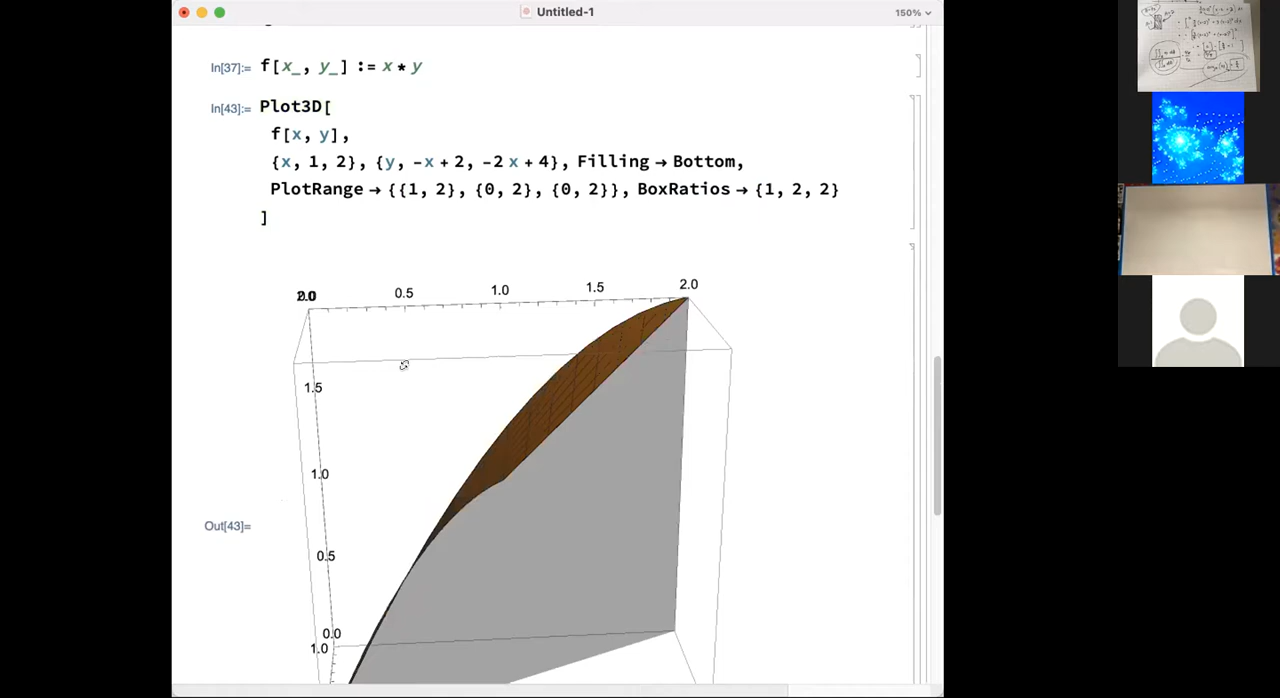 Untitled-1
150%
In[37]:= f[x_, y_] := x * y
In[43]:= Plot3D[
f[x, y],
{x, 1, 2}, {y, -x + 2, -2 x + 4}, Filling → Bottom,
PlotRange → {{1, 2}, {0, 2}, {0, 2}}, BoxRatios → {1, 2, 2}
]
0.5
1.0
1.5
2.0
1.5
1.0
0.5
0.0
1.0
Out[43]=